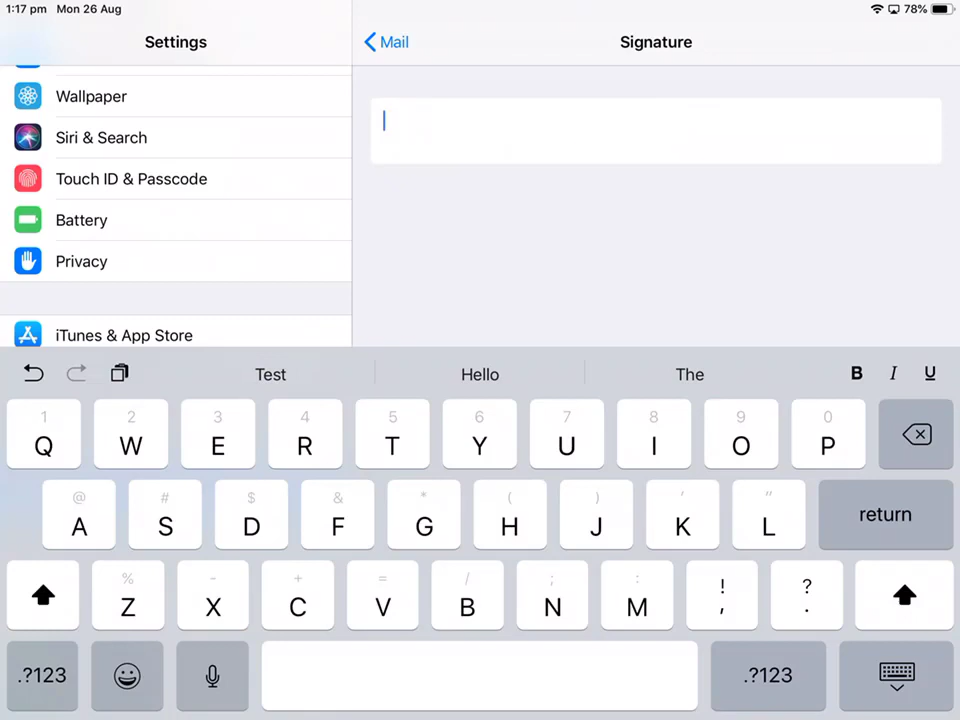 1:17 pm Mon 26 Aug 78%
Settings
Mail Signature
Wallpaper
Siri & Search
Touch ID & Passcode
Battery
Privacy
iTunes & App Store
Test Hello The B I U
1 2 3 4 5 6 7 8 9 0
Q W E R T Y U I O P
@ # $ & * ( ) ' "
A S D F G H J K L return
% - + = / ; : ! ?
Z X C V B N M , .
.?123 .?123